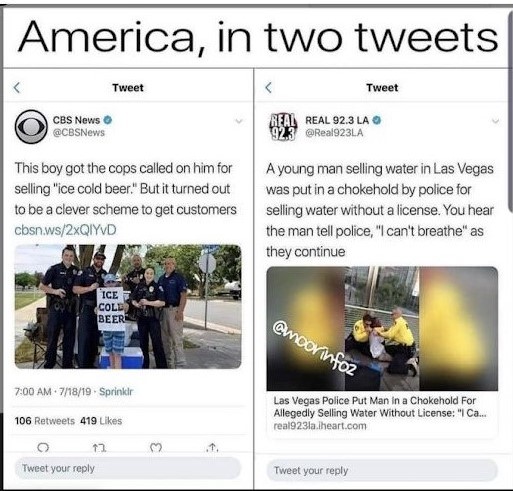 America, in two tweets
Tweet
CBS News
@CBSNews
This boy got the cops called on him for
selling "ice cold beer." But it turned out
to be a clever scheme to get customers
cbsn.ws/2xQIYvD
ICE
COLD
BEER
7:00 AM · 7/18/19 · Sprinklr
106 Retweets 419 Likes
Tweet your reply
Tweet
REAL
92.3
REAL 92.3 LA
@Real923LA
A young man selling water in Las Vegas
was put in a chokehold by police for
selling water without a license. You hear
the man tell police, "I can't breathe" as
they continue
@moorinfoz
Las Vegas Police Put Man In a Chokehold For
Allegedly Selling Water Without License: "I Ca...
real923la.iheart.com
Tweet your reply